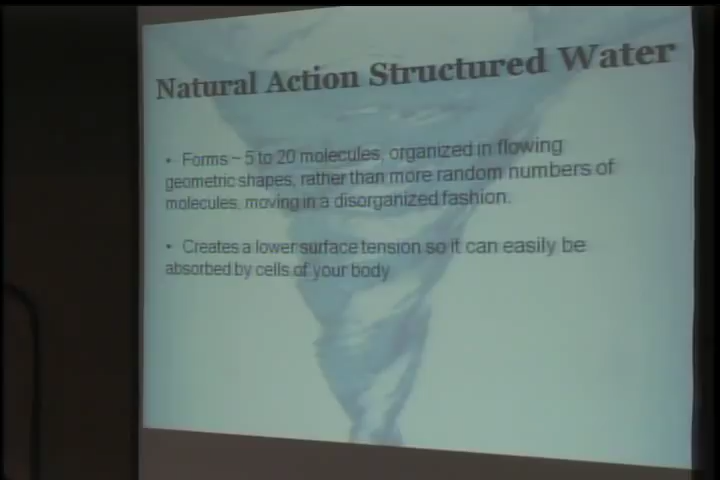 Natural Action Structured Water
• Forms ~ 5 to 20 molecules, organized in flowing
geometric shapes, rather than more random numbers of
molecules, moving in a disorganized fashion.
• Creates a lower surface tension so it can easily be
absorbed by cells of your body